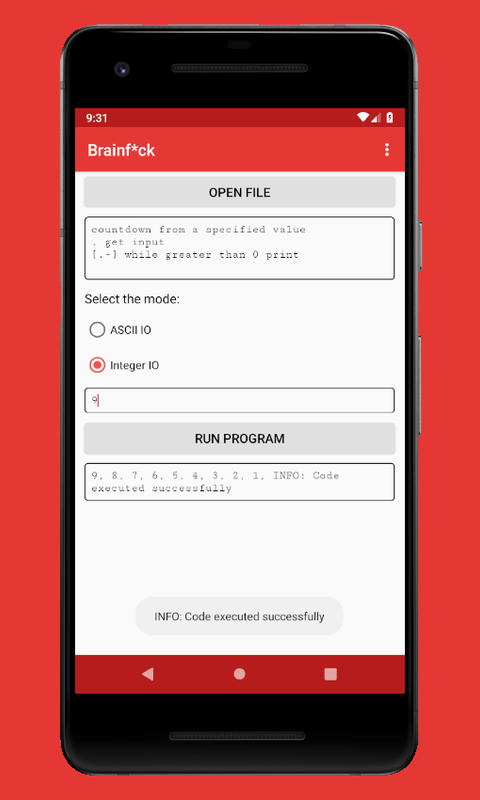 9:31
Brainf*ck
OPEN FILE
countdown from a specified value
, get input
[.-] while greater than 0 print
Select the mode:
ASCII IO
Integer IO
9
RUN PROGRAM
9, 8, 7, 6, 5, 4, 3, 2, 1, INFO: Code
executed successfully
INFO: Code executed successfully